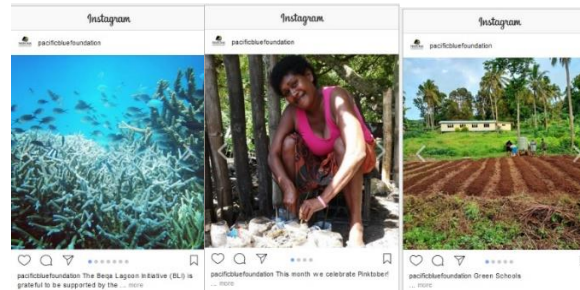 Instagram
pacificbluefoundation
pacificbluefoundation The Beqa Lagoon Initiative (BLI) is
grateful to be supported by the ... more
Instagram
pacificbluefoundation
pacificbluefoundation This month we celebrate Pinktober!
... more
Instagram
pacificbluefoundation
pacificbluefoundation Green Schools
... more